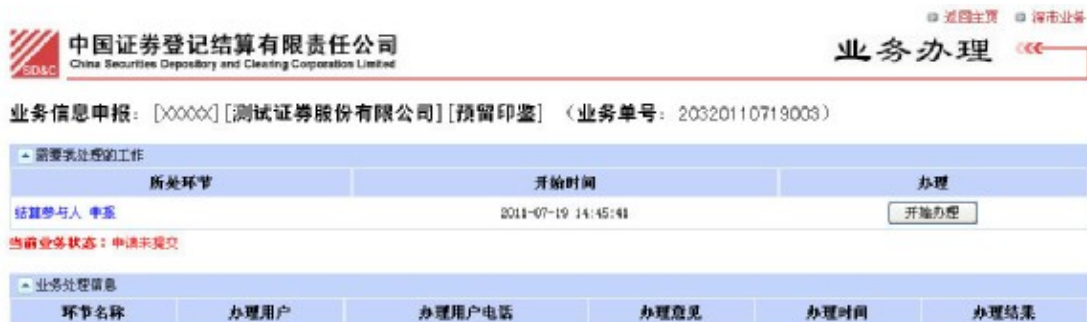 返回主页 深市业务
中国证券登记结算有限责任公司
China Securities Depository and Clearing Corporation Limited
SD&C
业务办理
业务信息申报：[XXXXX][测试证券股份有限公司][预留印鉴] （业务单号：20320110719003）
需要我处理的工作
所处环节 开始时间 办理
结算参与人 申报 2011-07-19 14:45:41 开始办理
当前业务状态：申请未提交
业务处理信息
环节名称 办理用户 办理用户电话 办理意见 办理时间 办理结果